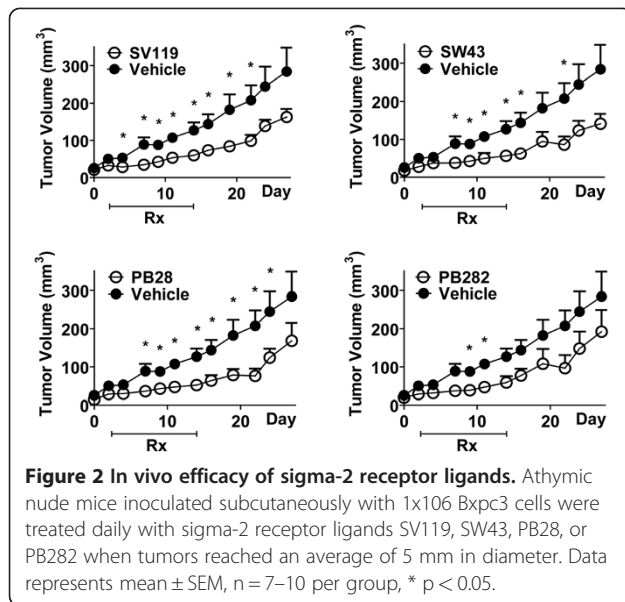 SV119
Vehicle
Tumor Volume (mm³)
300
200
100
0
* * * * * * * *
0 10 20 Day
Rx
SW43
Vehicle
Tumor Volume (mm³)
300
200
100
0
* * * * * *
0 10 20 Day
Rx
PB28
Vehicle
Tumor Volume (mm³)
300
200
100
0
* * * * * * * *
0 10 20 Day
Rx
PB282
Vehicle
Tumor Volume (mm³)
300
200
100
0
* *
0 10 20 Day
Rx
Figure 2 In vivo efficacy of sigma-2 receptor ligands. Athymic
nude mice inoculated subcutaneously with 1x106 Bxpc3 cells were
treated daily with sigma-2 receptor ligands SV119, SW43, PB28, or
PB282 when tumors reached an average of 5 mm in diameter. Data
represents mean ± SEM, n = 7–10 per group, * p < 0.05.